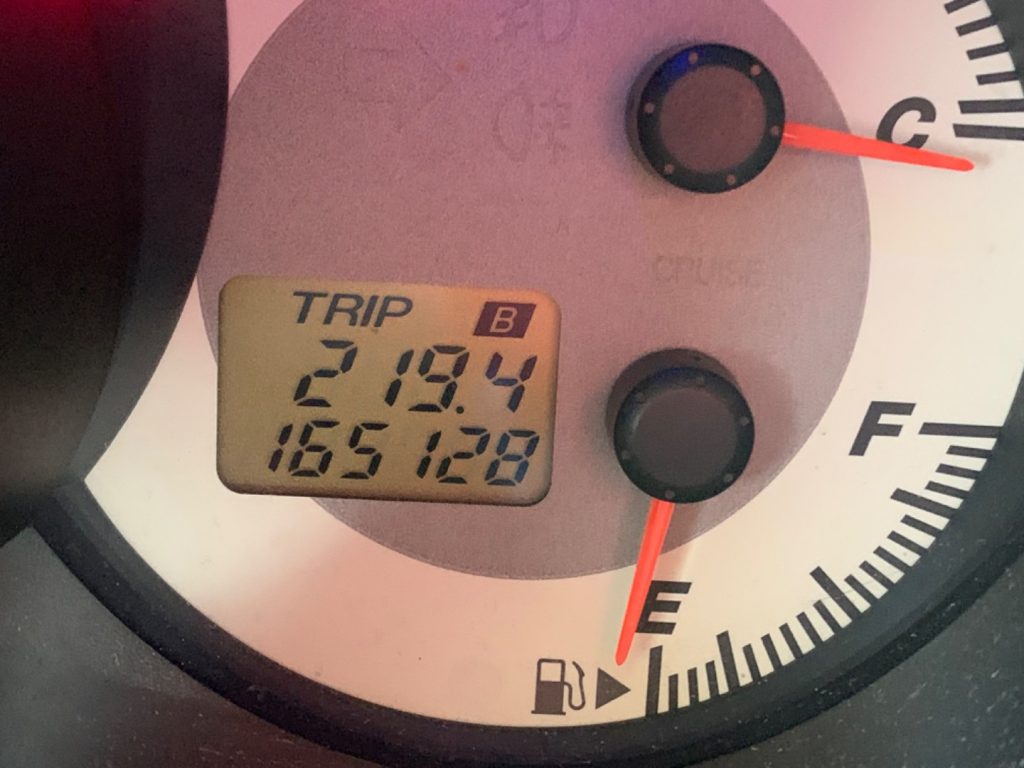 C
CRUISE
TRIP B
219.4
165128
F
E